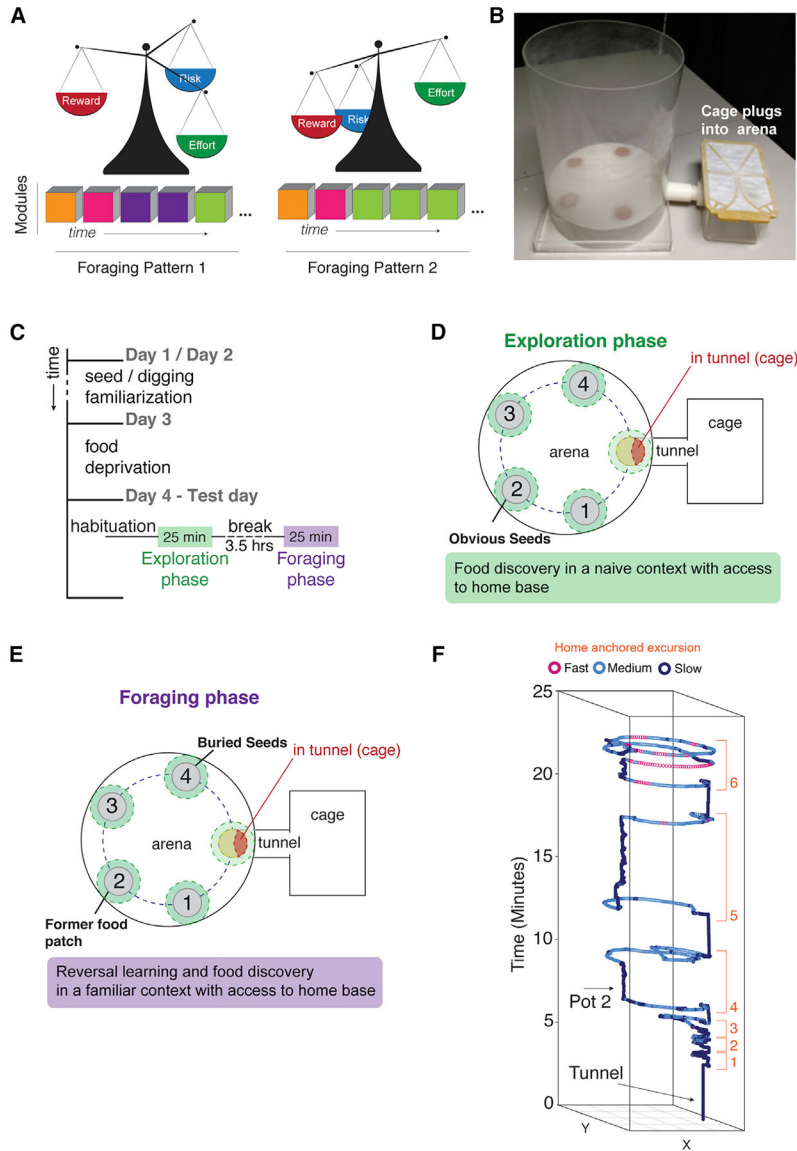 A
Reward
Risk
Effort
Reward
Risk
Effort
Modules
...
...
time
time
Foraging Pattern 1
Foraging Pattern 2
B
Cage plugs
into arena
C
time
Day 1 / Day 2
seed / digging
familiarization
Day 3
food
deprivation
Day 4 - Test day
habituation
25 min
break
25 min
3.5 hrs
Exploration
phase
Foraging
phase
D
Exploration phase
in tunnel (cage)
4
3
cage
arena
tunnel
2
1
Obvious Seeds
Food discovery in a naive context with access
to home base
E
Foraging phase
Buried Seeds
in tunnel (cage)
4
3
cage
arena
tunnel
2
1
Former food
patch
Reversal learning and food discovery
in a familiar context with access to home base
F
Home anchored excursion
Fast Medium Slow
25
20
15
10
5
0
Time (Minutes)
6
5
4
3
2
1
Pot 2
Tunnel
Y
X